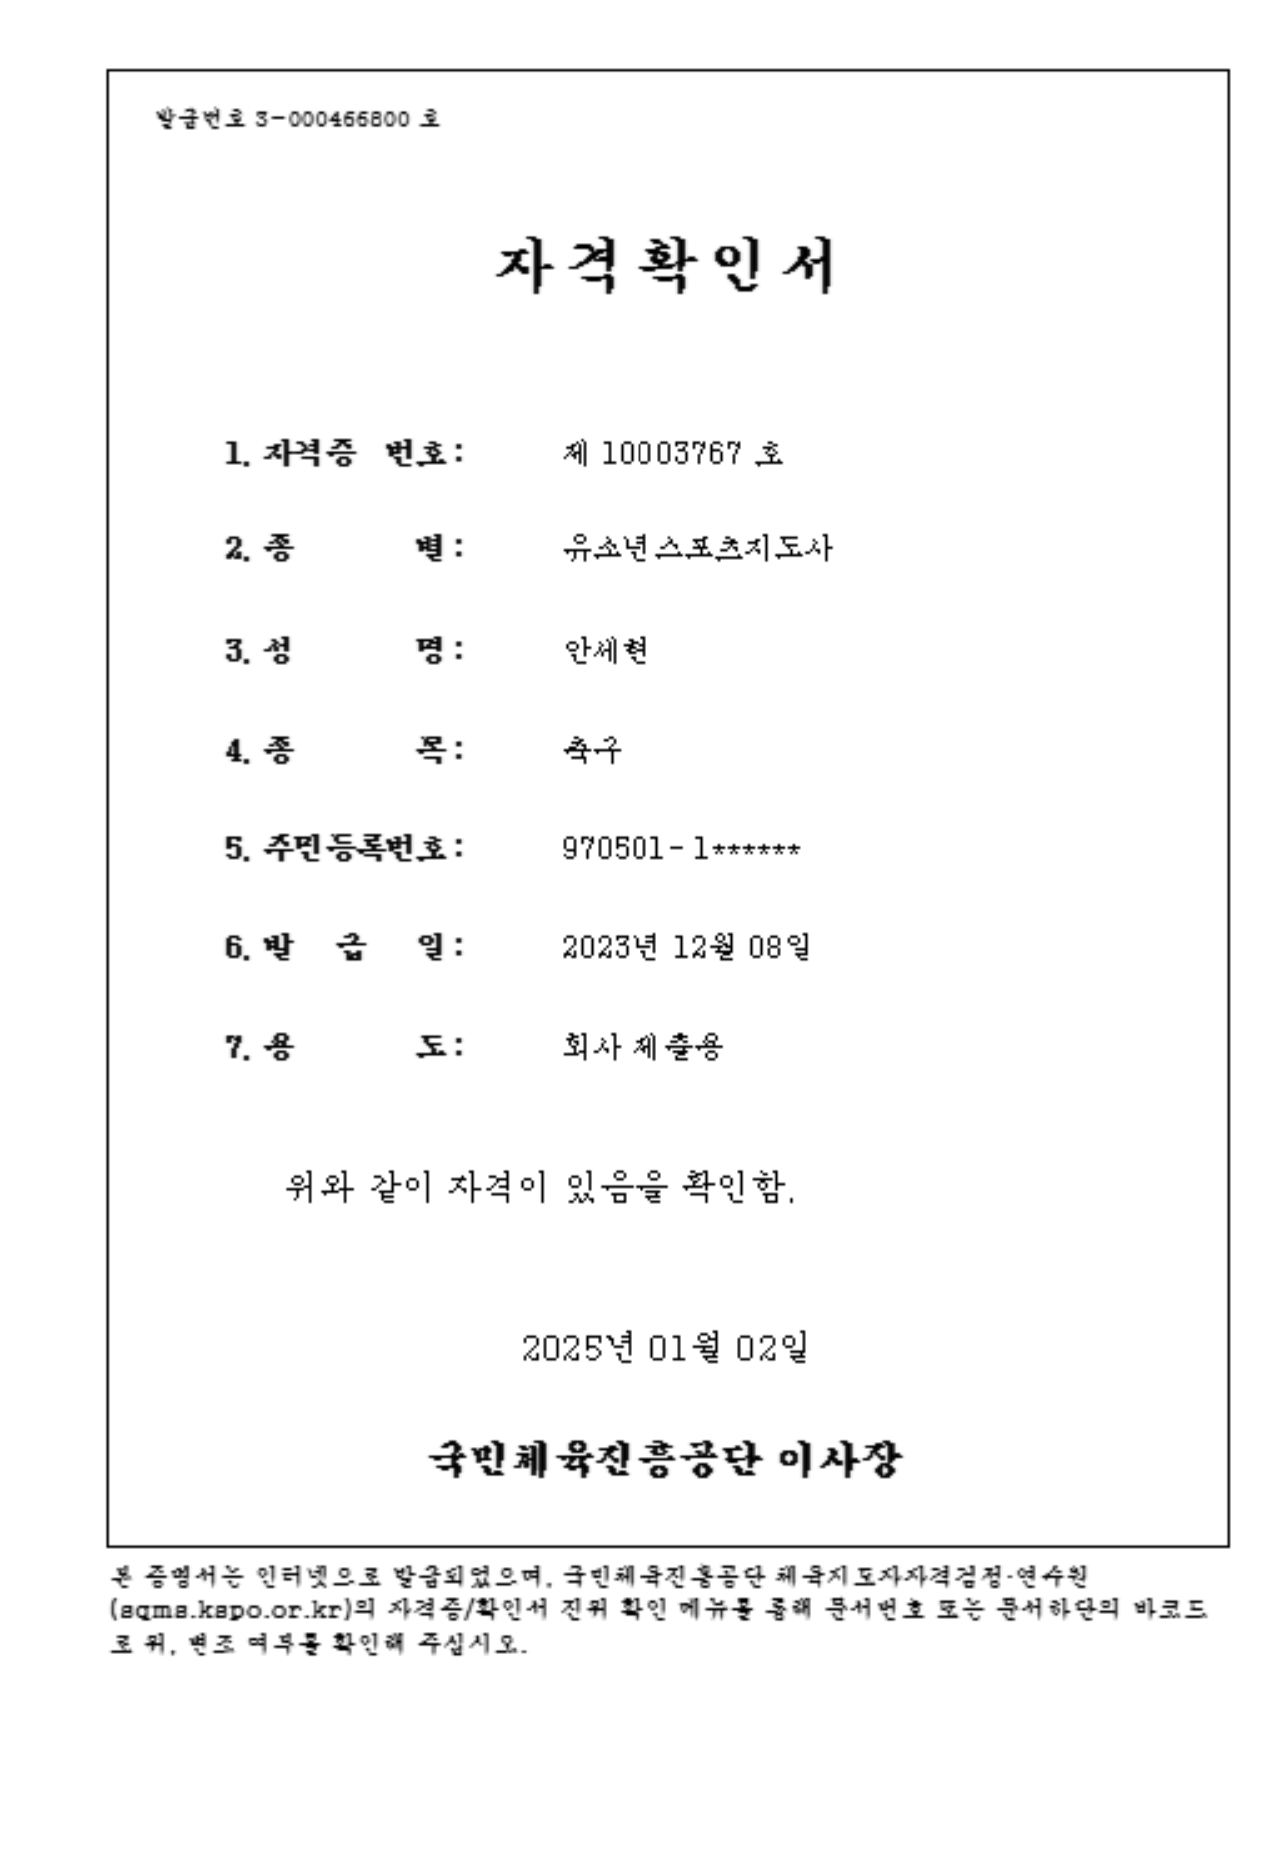 발급번호 3-000466800 호
자격확인서
1. 자격증 번호: 제 10003767 호
2. 종 별: 유소년스포츠지도사
3. 성 명: 안세현
4. 종 목: 축구
5. 주민등록번호: 970501-1******
6. 발 급 일: 2023년 12월 08일
7. 용 도: 회사 제출용
위와 같이 자격이 있음을 확인함.
2025년 01월 02일
국민체육진흥공단 이사장
본 증명서는 인터넷으로 발급되었으며, 국민체육진흥공단 체육지도자자격검정·연수원
(sqms.kspo.or.kr)의 자격증/확인서 진위 확인 메뉴를 통해 문서번호 또는 문서하단의 바코드
로 위, 변조 여부를 확인해 주십시오.